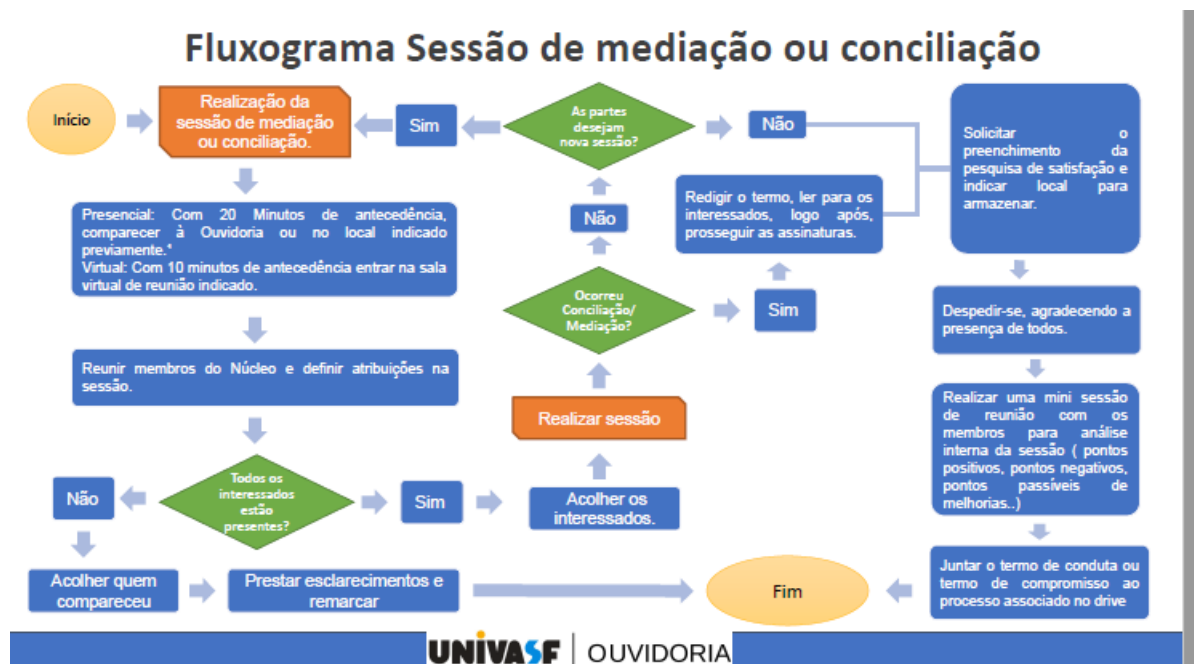 Fluxograma Sessão de mediação ou conciliação
Início
Realização da
sessão de mediação
ou conciliação.
Sim
As partes
desejam
nova sessão?
Não
Solicitar o
preenchimento da
pesquisa de satisfação e
indicar local para
armazenar.
Presencial: Com 20 Minutos de antecedência,
comparecer à Ouvidoria ou no local indicado
previamente.*
Virtual: Com 10 minutos de antecedência entrar na sala
virtual de reunião indicado.
Não
Redigir o termo, ler para os
interessados, logo após,
prosseguir as assinaturas.
Ocorreu
Conciliação/
Mediação?
Sim
Despedir-se, agradecendo a
presença de todos.
Reunir membros do Núcleo e definir atribuições na
sessão.
Realizar sessão
Realizar uma mini sessão
de reunião com os
membros para análise
interna da sessão ( pontos
positivos, pontos negativos,
pontos passíveis de
melhorias..)
Não
Todos os
interessados
estão
presentes?
Sim
Acolher os
interessados.
Acolher quem
compareceu
Prestar esclarecimentos e
remarcar
Fim
Juntar o termo de conduta ou
termo de compromisso ao
processo associado no drive
UNIVASF | OUVIDORIA